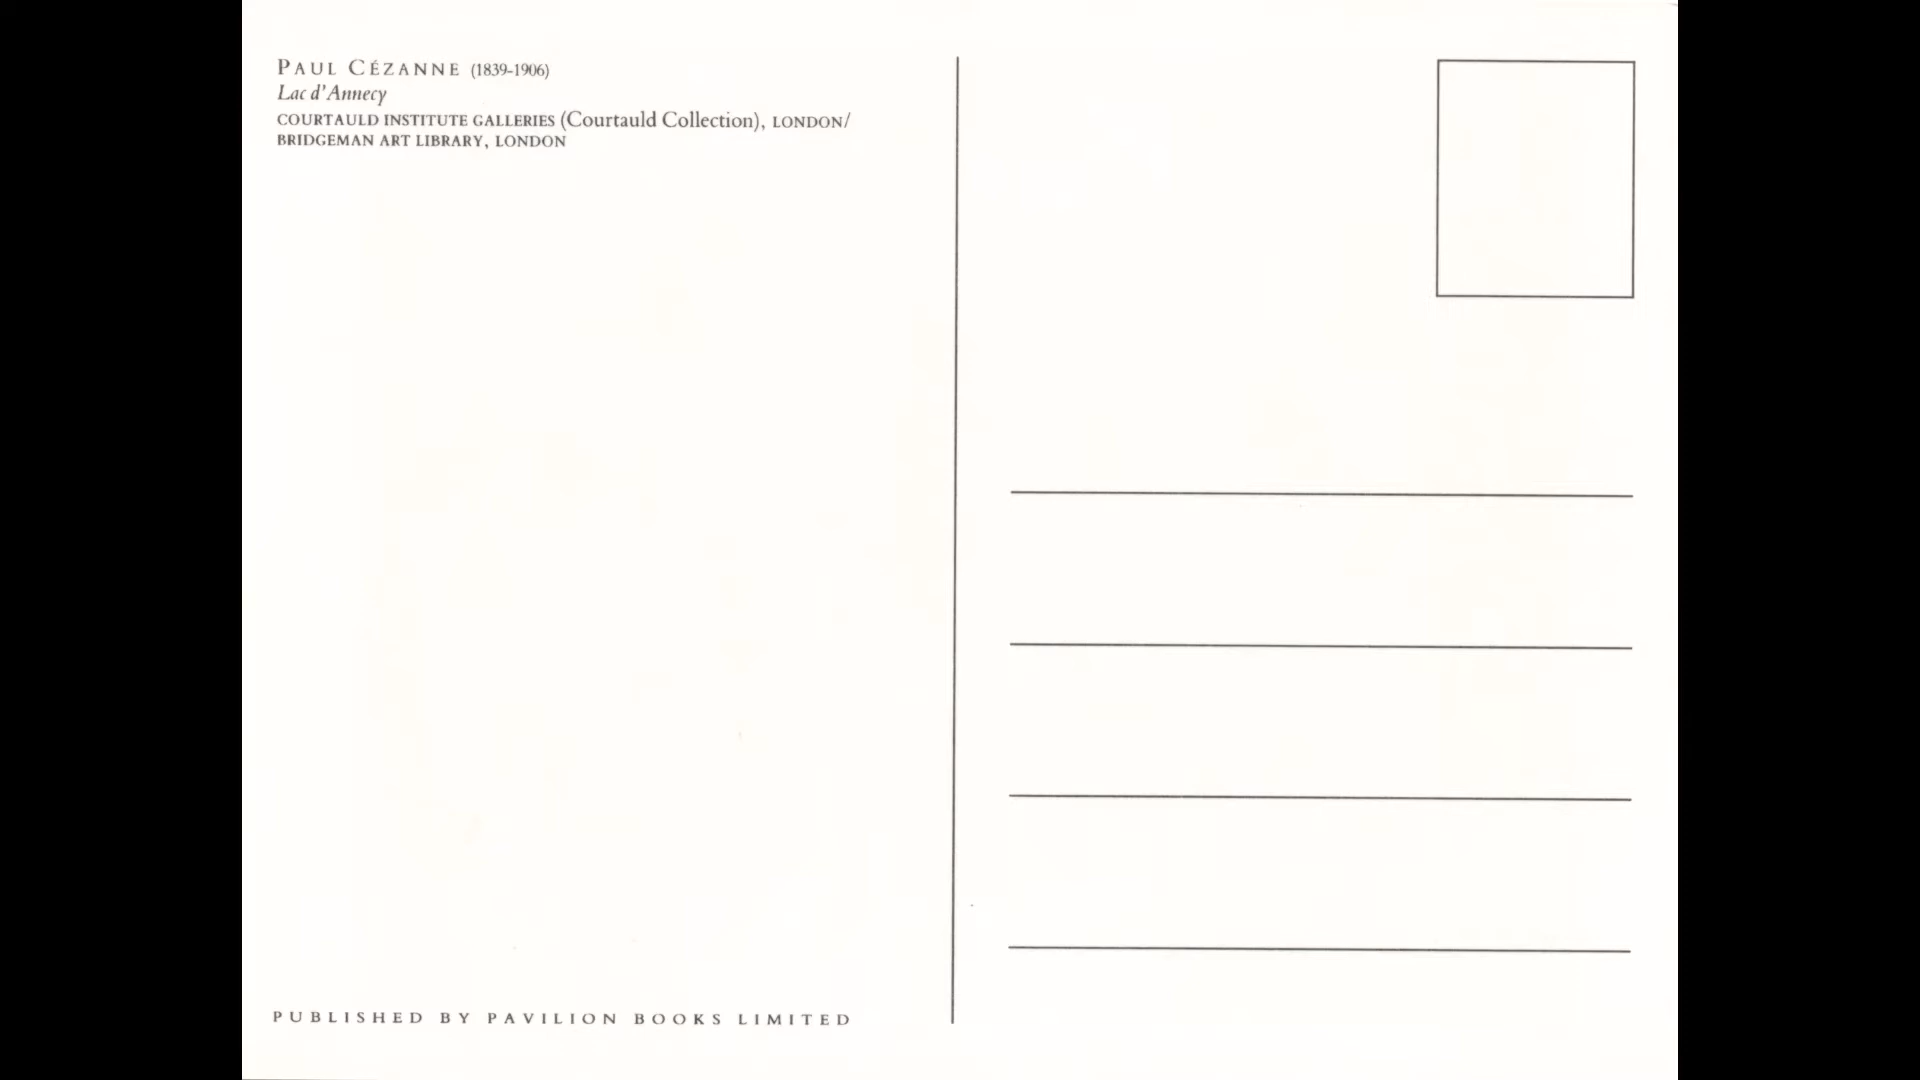 PAUL CÉZANNE (1839–1906)
Lac d'Annecy
COURTAULD INSTITUTE GALLERIES (Courtauld Collection), LONDON/
BRIDGEMAN ART LIBRARY, LONDON
PUBLISHED BY PAVILION BOOKS LIMITED